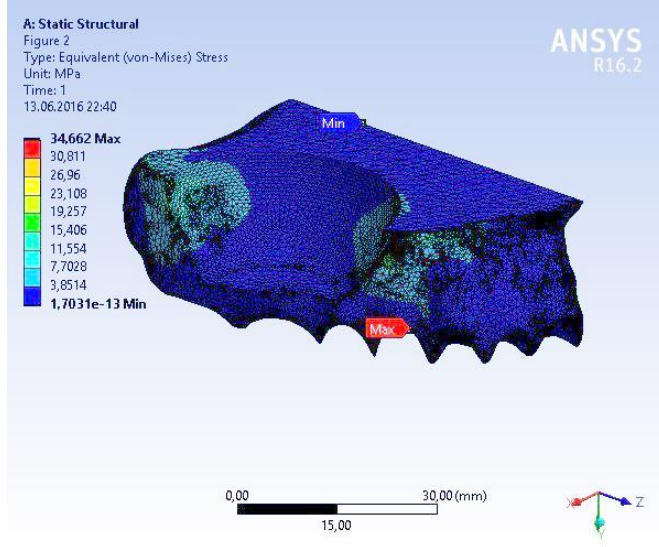 A: Static Structural
Figure 2
Type: Equivalent (von-Mises) Stress
Unit: MPa
Time: 1
13.06.2016 22:40
ANSYS
R16.2
34,662 Max
30,811
26,96
23,108
19,257
15,406
11,554
7,7028
3,8514
1,7031e-13 Min
Min
Max
0,00
30,00 (mm)
15,00
X
Z